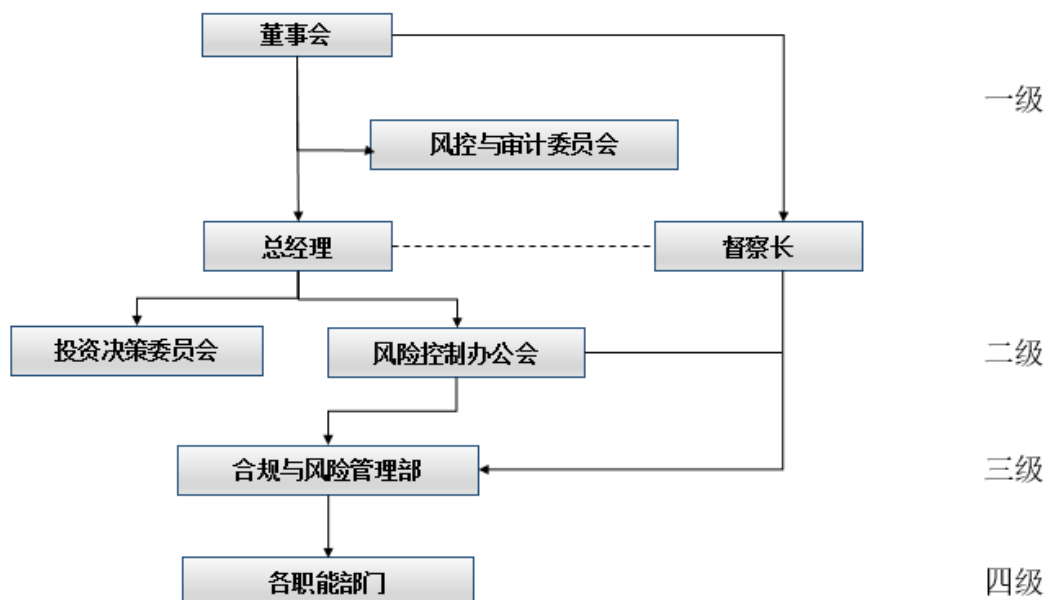 董事会
一级
风控与审计委员会
总经理
督察长
投资决策委员会
风险控制办公会
二级
合规与风险管理部
三级
各职能部门
四级